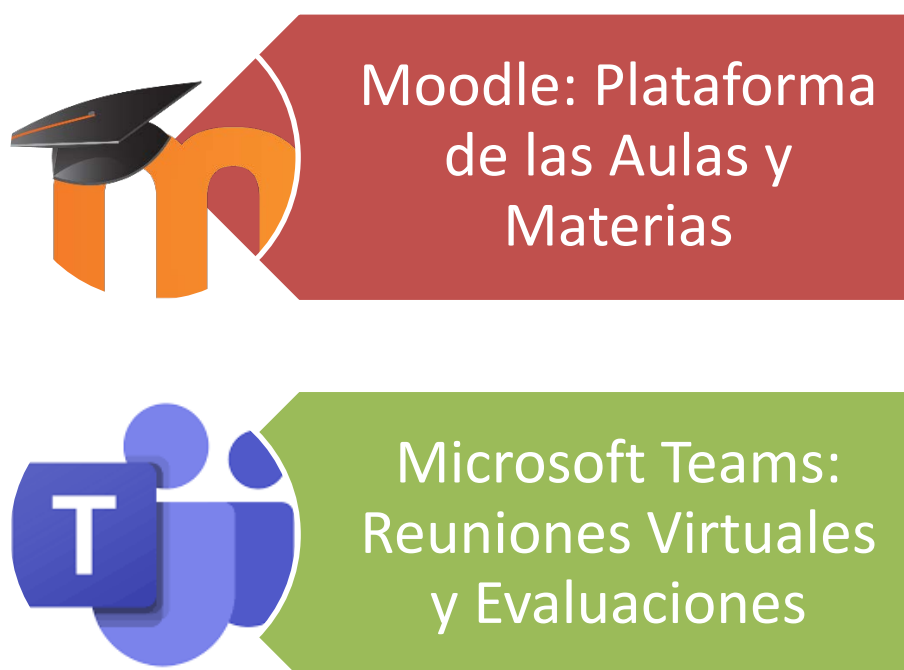 Moodle: Plataforma
de las Aulas y
Materias
m
T
Microsoft Teams:
Reuniones Virtuales
y Evaluaciones